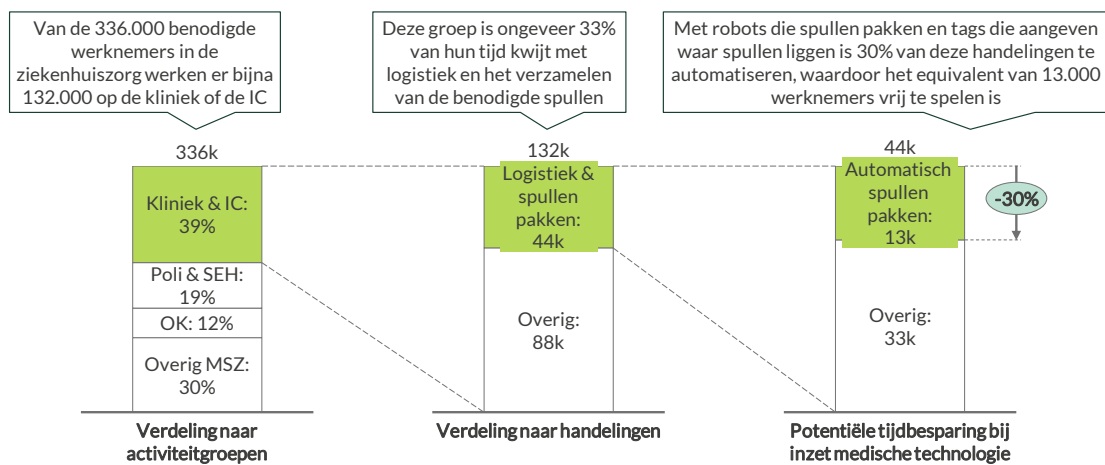 Van de 336.000 benodigde
werknemers in de
ziekenhuiszorg werken er bijna
132.000 op de kliniek of de IC
Deze groep is ongeveer 33%
van hun tijd kwijt met
logistiek en het verzamelen
van de benodigde spullen
Met robots die spullen pakken en tags die aangeven
waar spullen liggen is 30% van deze handelingen te
automatiseren, waardoor het equivalent van 13.000
werknemers vrij te spelen is
336k
Kliniek & IC:
39%
Poli & SEH:
19%
OK: 12%
Overig MSZ:
30%
Verdeling naar
activiteitgroepen
132k
Logistiek &
spullen
pakken:
44k
Overig:
88k
Verdeling naar handelingen
44k
Automatisch
spullen
pakken:
13k
-30%
Overig:
33k
Potentiële tijdbesparing bij
inzet medische technologie